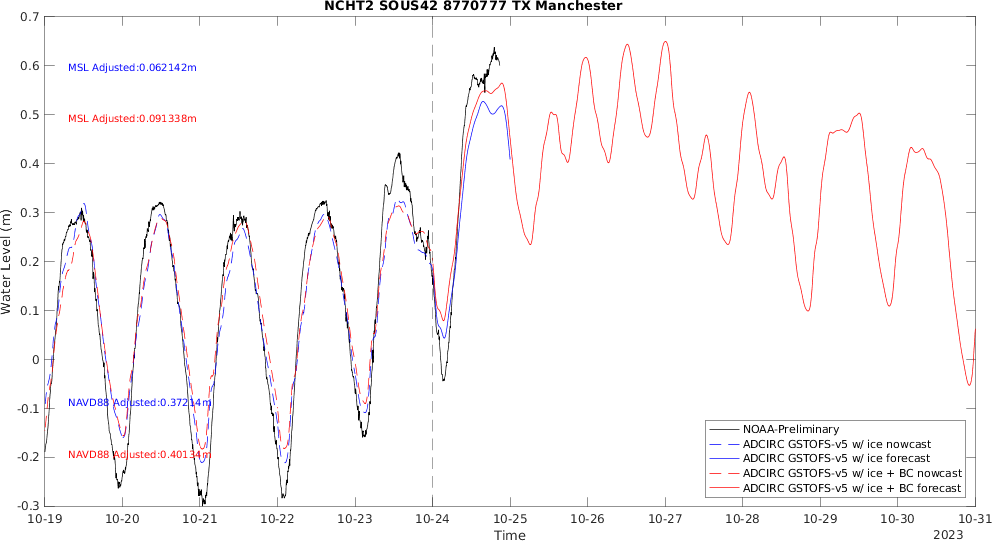 NCHT2 SOUS42 8770777 TX Manchester
Water Level (m)
0.7
0.6
0.5
0.4
0.3
0.2
0.1
0
-0.1
-0.2
-0.3
MSL Adjusted:0.062142m
MSL Adjusted:0.091338m
NAVD88 Adjusted:0.37214m
NAVD88 Adjusted:0.40134m
NOAA-Preliminary
ADCIRC GSTOFS-v5 w/ ice nowcast
ADCIRC GSTOFS-v5 w/ ice forecast
ADCIRC GSTOFS-v5 w/ ice + BC nowcast
ADCIRC GSTOFS-v5 w/ ice + BC forecast
10-19 10-20 10-21 10-22 10-23 10-24 10-25 10-26 10-27 10-28 10-29 10-30 10-31
Time
2023